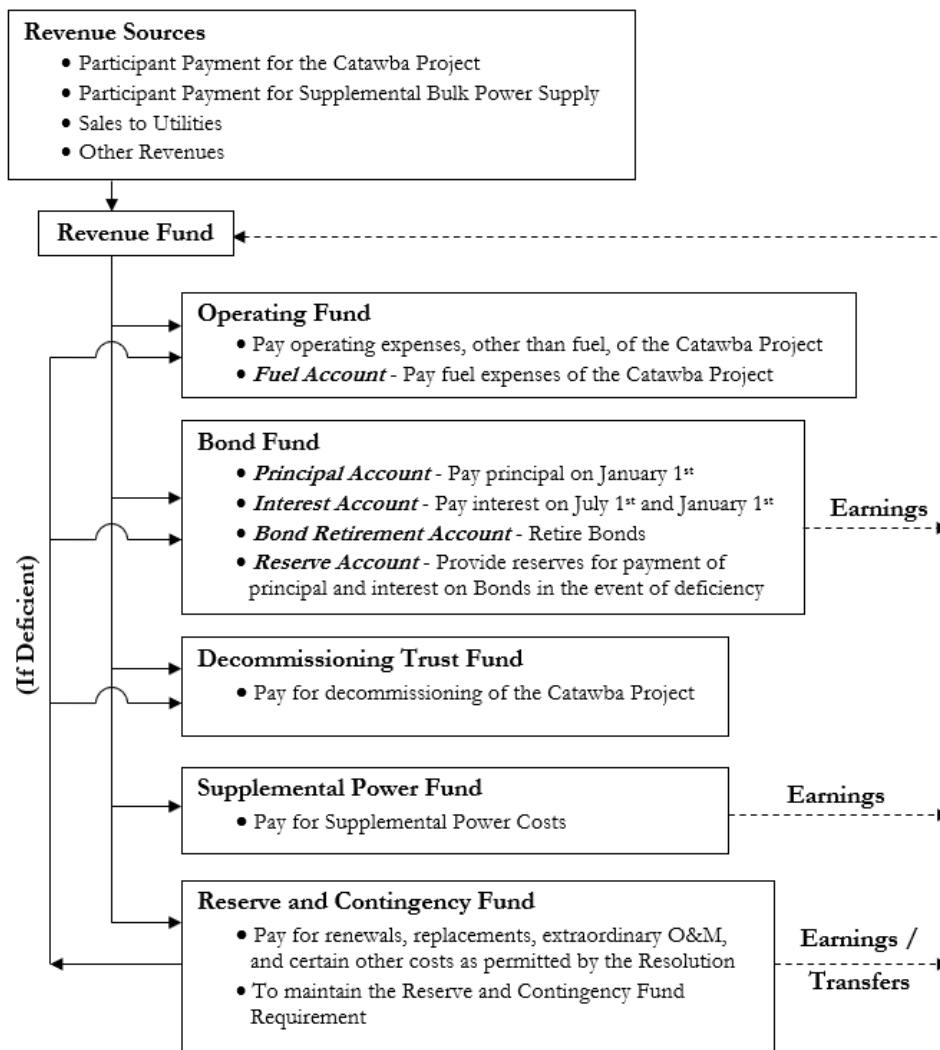 Revenue Sources
• Participant Payment for the Catawba Project
• Participant Payment for Supplemental Bulk Power Supply
• Sales to Utilities
• Other Revenues
Revenue Fund
Operating Fund
• Pay operating expenses, other than fuel, of the Catawba Project
• Fuel Account - Pay fuel expenses of the Catawba Project
Bond Fund
• Principal Account - Pay principal on January 1st
• Interest Account - Pay interest on July 1st and January 1st
• Bond Retirement Account - Retire Bonds
• Reserve Account - Provide reserves for payment of
principal and interest on Bonds in the event of deficiency
Earnings
(If Deficient)
Decommissioning Trust Fund
• Pay for decommissioning of the Catawba Project
Supplemental Power Fund
• Pay for Supplemental Power Costs
Earnings
Reserve and Contingency Fund
• Pay for renewals, replacements, extraordinary O&M,
and certain other costs as permitted by the Resolution
• To maintain the Reserve and Contingency Fund
Requirement
Earnings /
Transfers